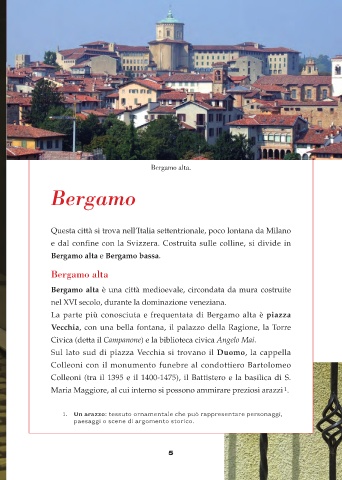 Bergamo alta.
Bergamo
Questa città si trova nell'Italia settentrionale, poco lontana da Milano
e dal confine con la Svizzera. Costruita sulle colline, si divide in
Bergamo alta e Bergamo bassa.
Bergamo alta
Bergamo alta è una città medioevale, circondata da mura costruite
nel XVI secolo, durante la dominazione veneziana.
La parte più conosciuta e frequentata di Bergamo alta è piazza
Vecchia, con una bella fontana, il palazzo della Ragione, la Torre
Civica (detta il Campanone) e la biblioteca civica Angelo Mai.
Sul lato sud di piazza Vecchia si trovano il Duomo, la cappella
Colleoni con il monumento funebre al condottiero Bartolomeo
Colleoni (tra il 1395 e il 1400-1475), il Battistero e la basilica di S.
Maria Maggiore, al cui interno si possono ammirare preziosi arazzi1.
1. Un arazzo: tessuto ornamentale che può rappresentare personaggi,
paesaggi o scene di argomento storico.
5